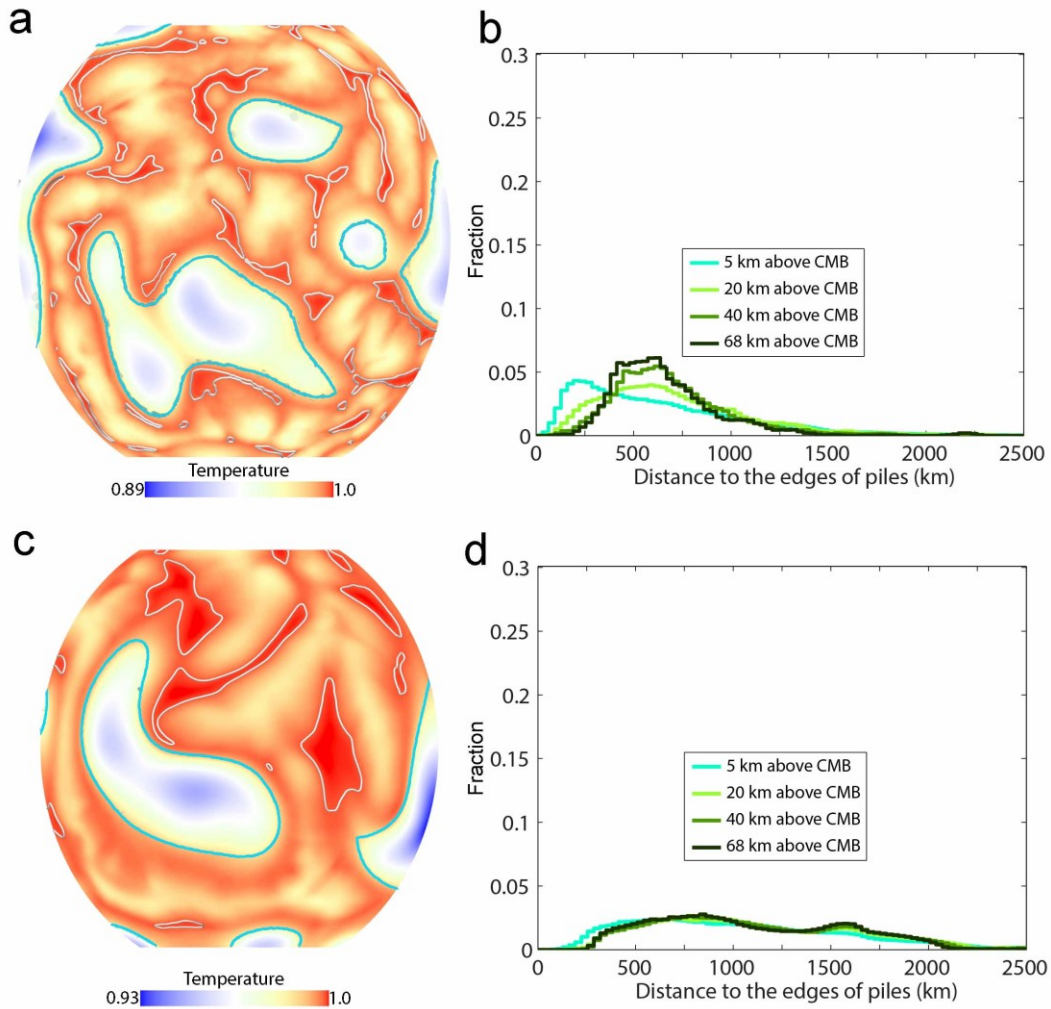 a
b
0.3
0.25
0.2
0.15
0.1
0.05
0
Fraction
5 km above CMB
20 km above CMB
40 km above CMB
68 km above CMB
0 500 750 1000 1500 2000 2500
Distance to the edges of piles (km)
Temperature
0.89 1.0
c
d
0.3
0.25
0.2
0.15
0.1
0.05
0
Fraction
5 km above CMB
20 km above CMB
40 km above CMB
68 km above CMB
0 500 1000 1500 2000 2500
Distance to the edges of piles (km)
Temperature
0.93 1.0